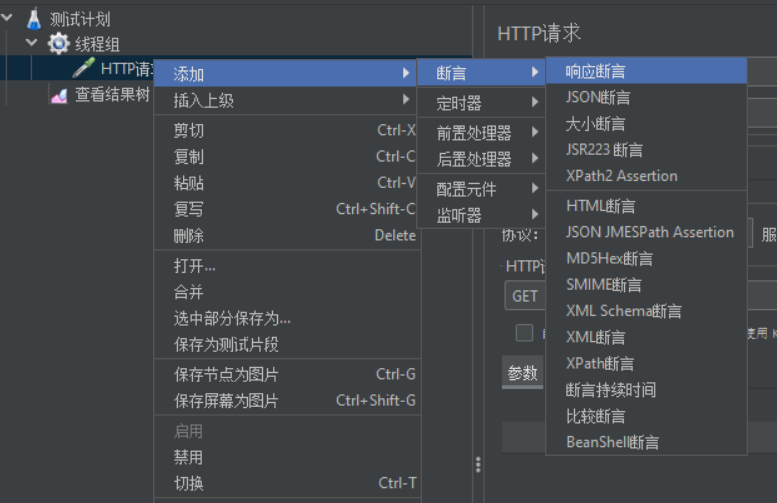 测试计划
线程组
HTTP请
查看结果树
添加
插入上级
剪切 Ctrl-X
复制 Ctrl-C
粘贴 Ctrl-V
复写 Ctrl+Shift-C
删除 Delete
打开...
合并
选中部分保存为...
保存为测试片段
保存节点为图片 Ctrl-G
保存屏幕为图片 Ctrl+Shift-G
启用
禁用
切换 Ctrl-T
断言
定时器
前置处理器
后置处理器
配置元件
监听器
HTTP请求
响应断言
JSON断言
大小断言
JSR223 断言
XPath2 Assertion
HTML断言
JSON JMESPath Assertion
MD5Hex断言
SMIME断言
XML Schema断言
XML断言
XPath断言
断言持续时间
比较断言
BeanShell断言
协议:
服
HTTP
GET
使用
参数